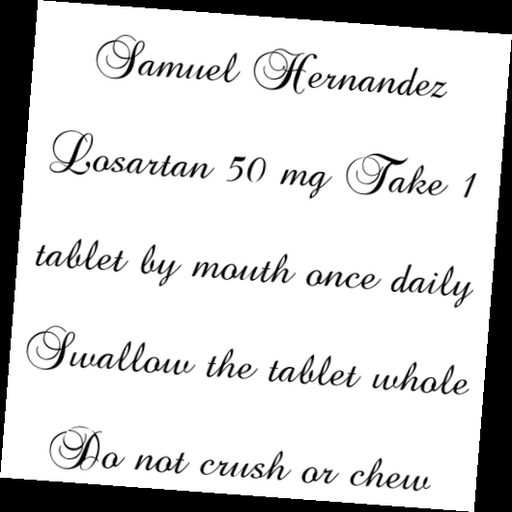 Samuel Hernandez
Losartan 50 mg Take 1
tablet by mouth once daily
Swallow the tablet whole
Do not crush or chew